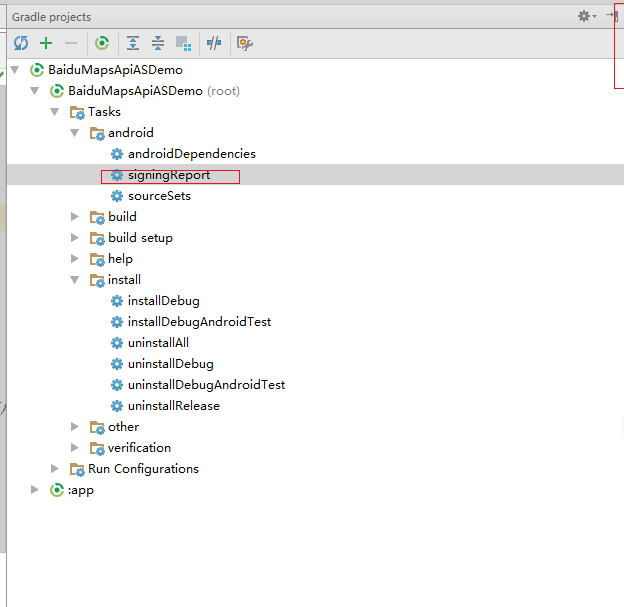 Gradle projects
BaiduMapsApiASDemo
BaiduMapsApiASDemo (root)
Tasks
android
androidDependencies
signingReport
sourceSets
build
build setup
help
install
installDebug
installDebugAndroidTest
uninstallAll
uninstallDebug
uninstallDebugAndroidTest
uninstallRelease
other
verification
Run Configurations
:app